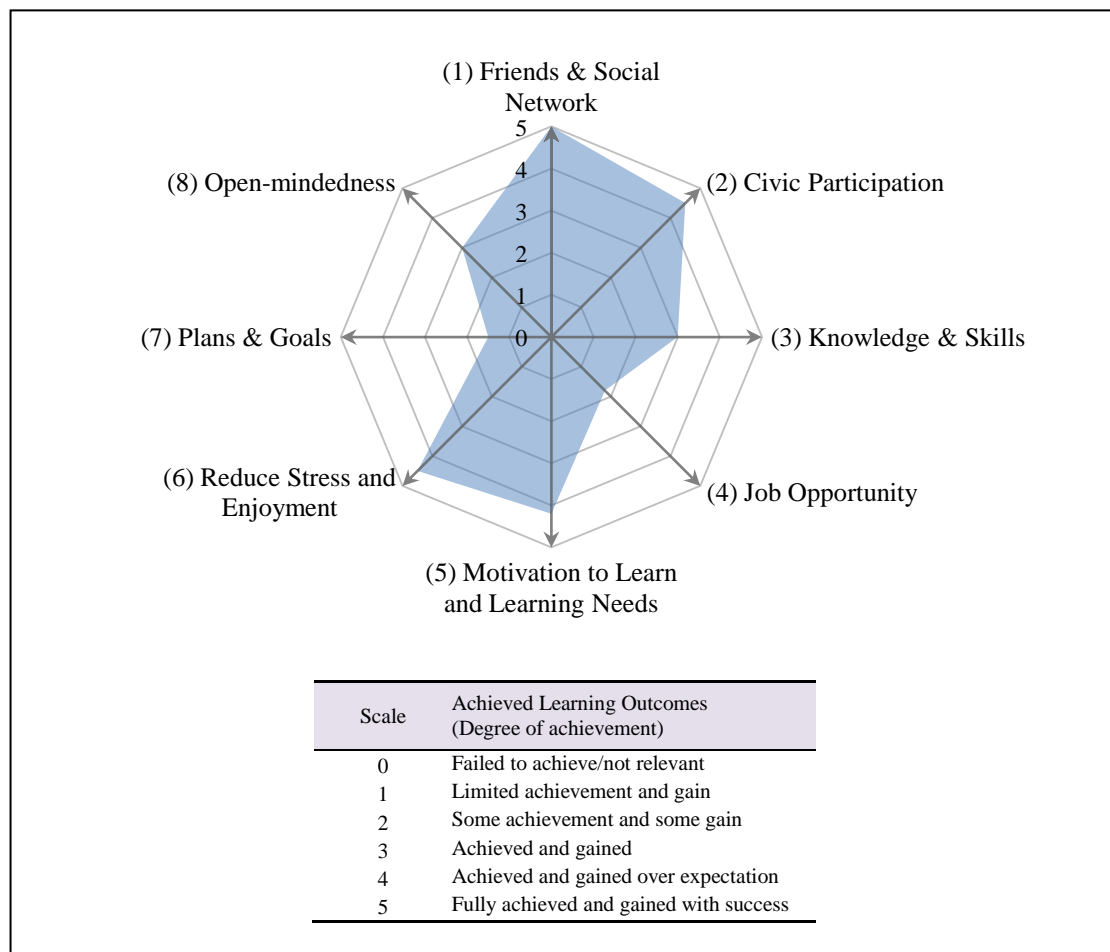 (1) Friends & Social
Network
5
4
3
2
1
0
(8) Open-mindedness
(2) Civic Participation
(7) Plans & Goals
(3) Knowledge & Skills
(6) Reduce Stress and
Enjoyment
(4) Job Opportunity
(5) Motivation to Learn
and Learning Needs
Scale
Achieved Learning Outcomes
(Degree of achievement)
0 Failed to achieve/not relevant
1 Limited achievement and gain
2 Some achievement and some gain
3 Achieved and gained
4 Achieved and gained over expectation
5 Fully achieved and gained with success